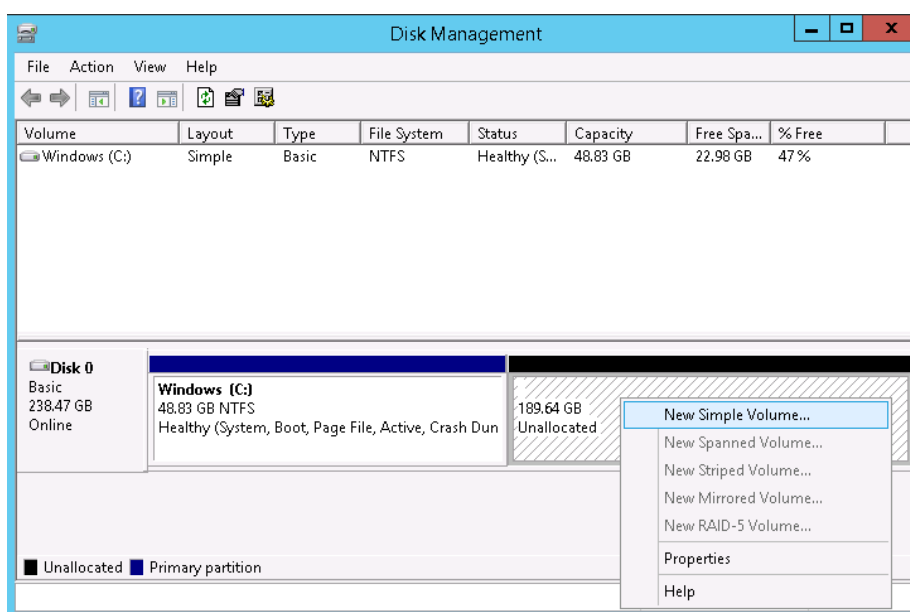 Disk Management
File Action View Help
Volume Layout Type File System Status Capacity Free Spa... % Free
Windows (C:) Simple Basic NTFS Healthy (S... 48.83 GB 22.98 GB 47 %
Disk 0
Basic
238.47 GB
Online
Windows (C:)
48.83 GB NTFS
Healthy (System, Boot, Page File, Active, Crash Dun
189.64 GB
Unallocated
New Simple Volume...
New Spanned Volume...
New Striped Volume...
New Mirrored Volume...
New RAID-5 Volume...
Properties
Help
Unallocated Primary partition